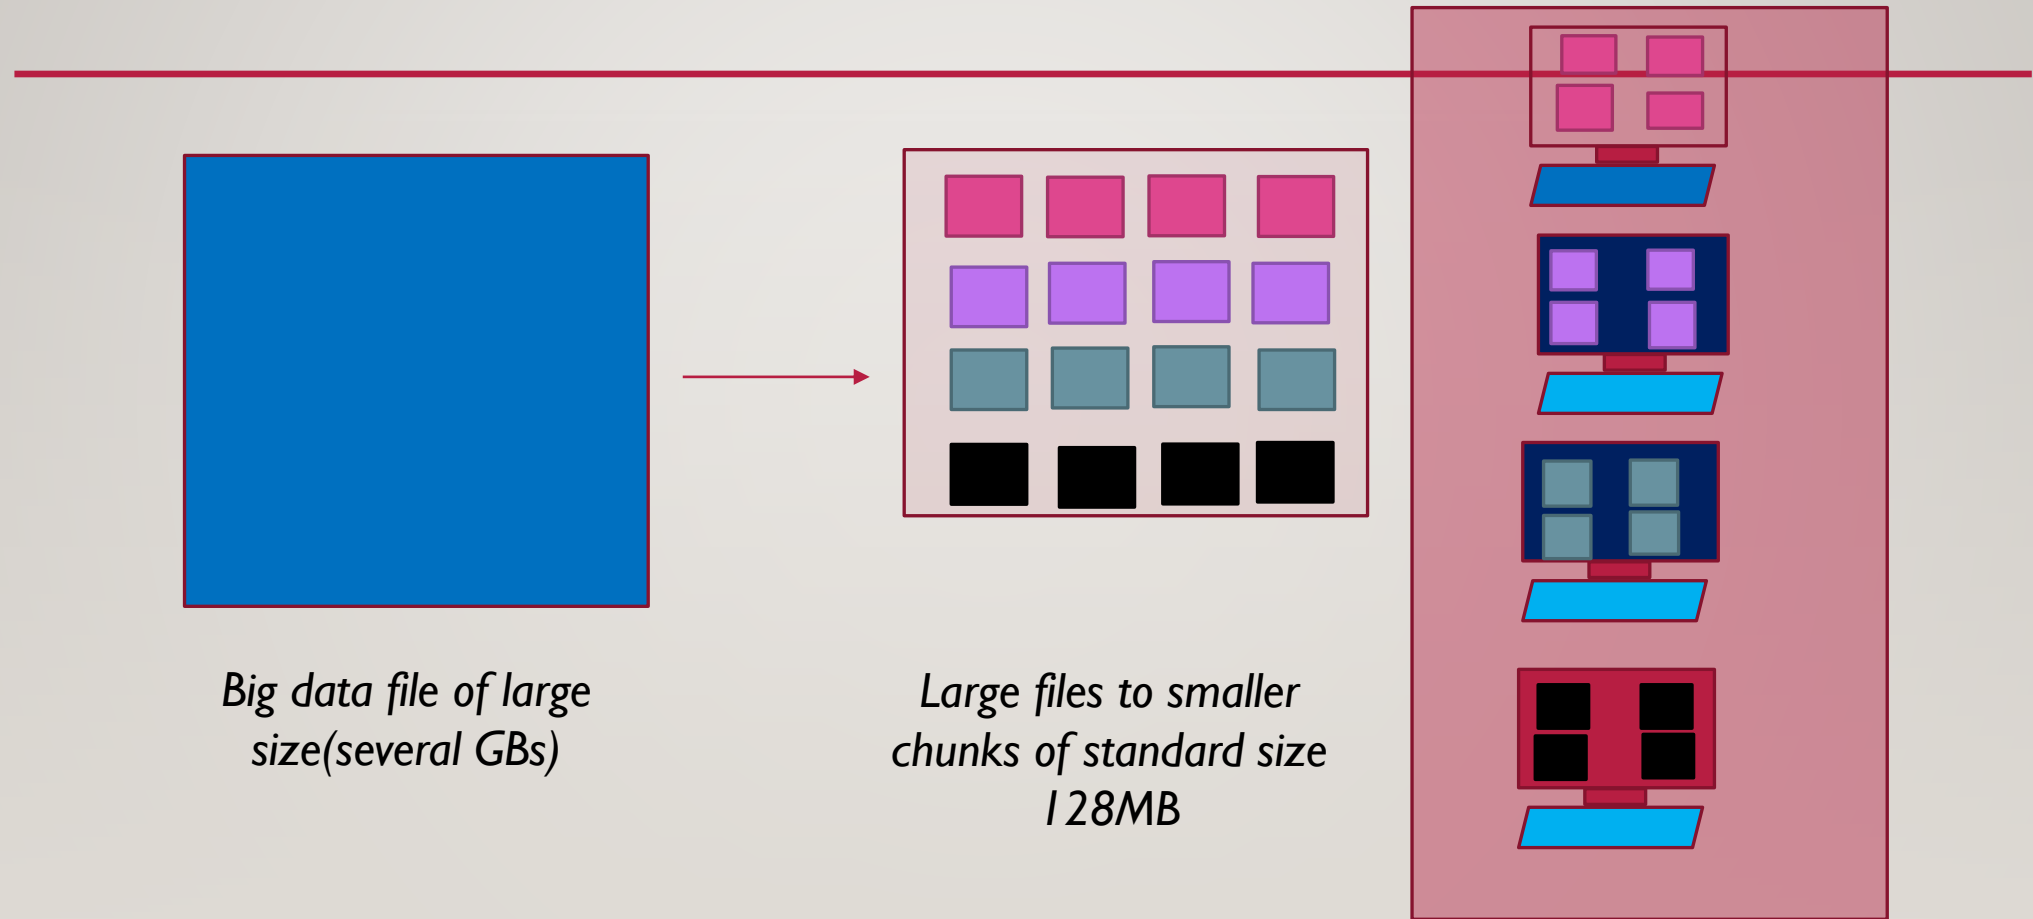 Big data file of large
size(several GBs)
Large files to smaller
chunks of standard size
128MB